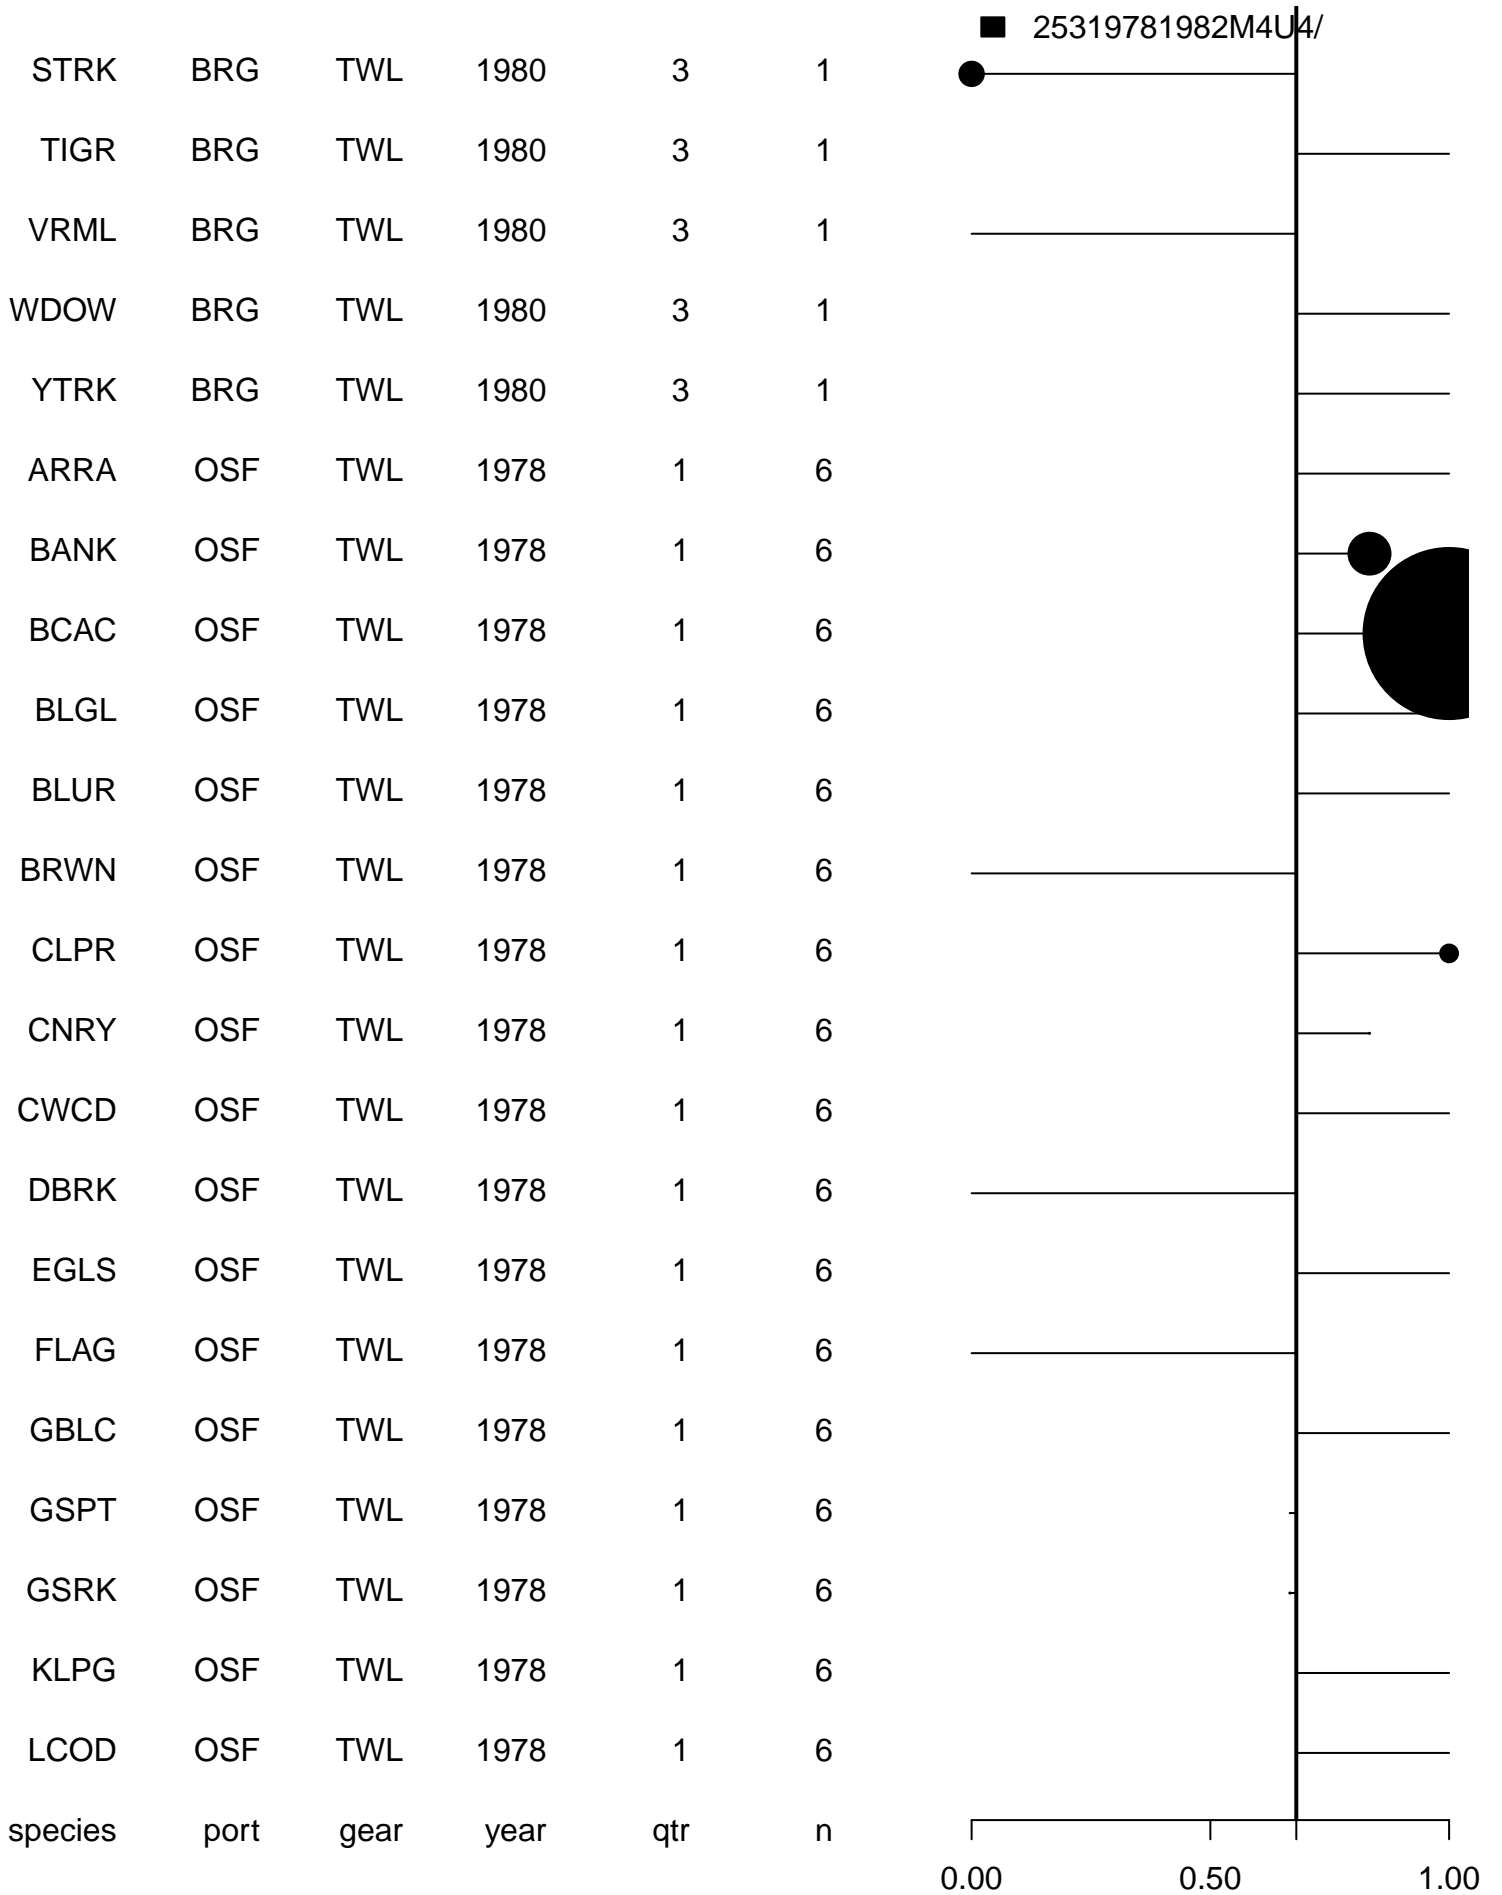 25319781982M4U4/
STRK BRG TWL 1980 3 1
TIGR BRG TWL 1980 3 1
VRML BRG TWL 1980 3 1
WDOW BRG TWL 1980 3 1
YTRK BRG TWL 1980 3 1
ARRA OSF TWL 1978 1 6
BANK OSF TWL 1978 1 6
BCAC OSF TWL 1978 1 6
BLGL OSF TWL 1978 1 6
BLUR OSF TWL 1978 1 6
BRWN OSF TWL 1978 1 6
CLPR OSF TWL 1978 1 6
CNRY OSF TWL 1978 1 6
CWCD OSF TWL 1978 1 6
DBRK OSF TWL 1978 1 6
EGLS OSF TWL 1978 1 6
FLAG OSF TWL 1978 1 6
GBLC OSF TWL 1978 1 6
GSPT OSF TWL 1978 1 6
GSRK OSF TWL 1978 1 6
KLPG OSF TWL 1978 1 6
LCOD OSF TWL 1978 1 6
species port gear year qtr n
0.00 0.50 1.00